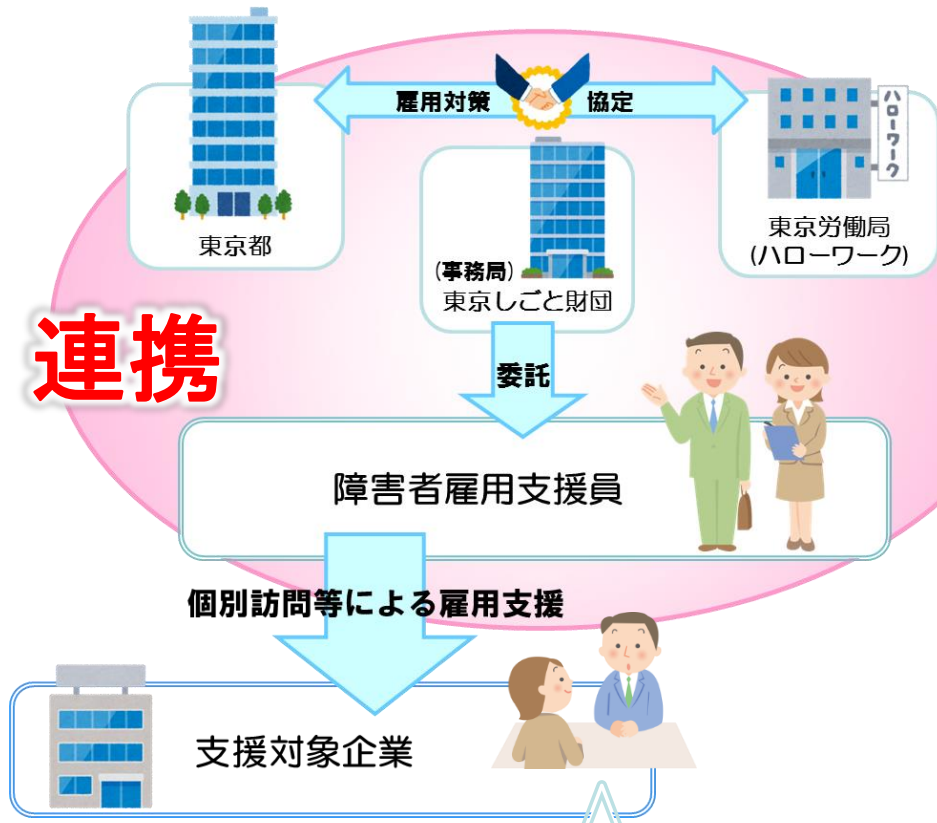 雇用対策 協定
ハローワーク
東京都
東京労働局
(ハローワーク)
(事務局)
東京しごと財団
連携
委託
障害者雇用支援員
個別訪問等による雇用支援
支援対象企業